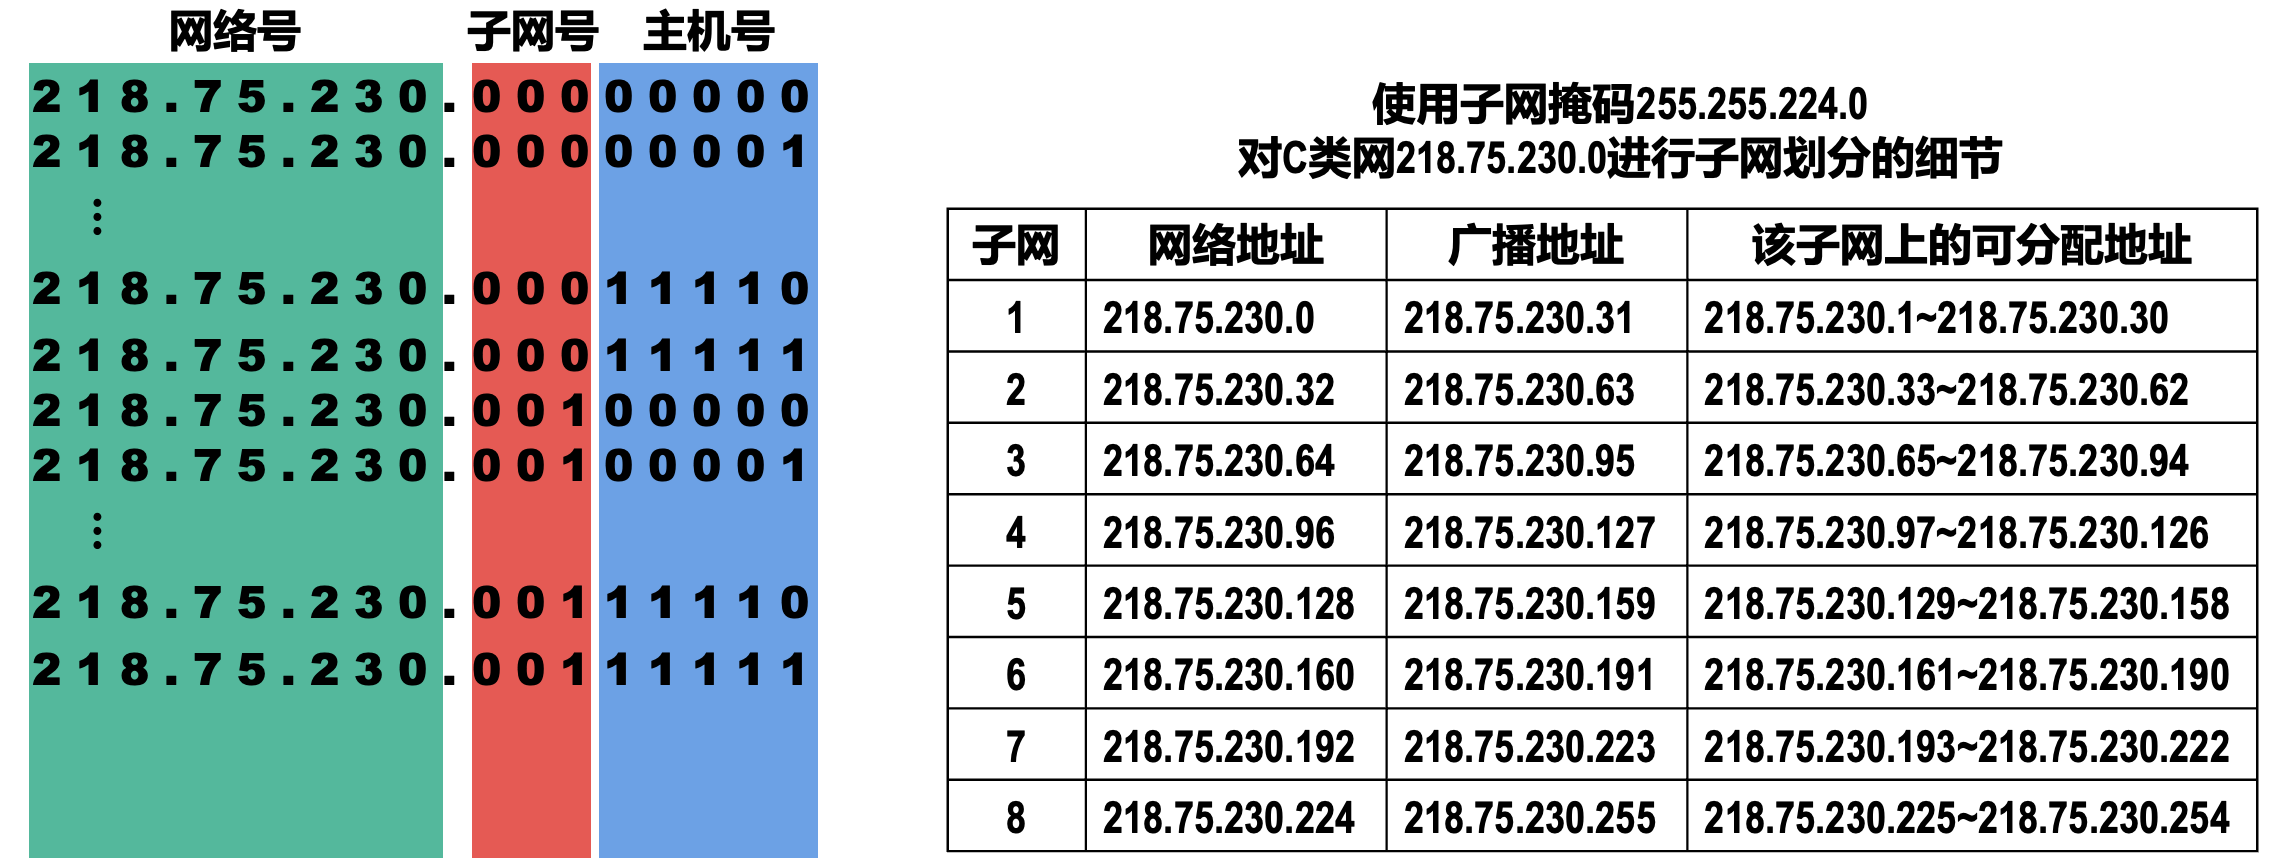 网络号 子网号 主机号
218.75.230.00000000
218.75.230.00000001
⋮
218.75.230.00011110
218.75.230.00011111
218.75.230.00100000
218.75.230.00100001
⋮
218.75.230.00111110
218.75.230.00111111
使用子网掩码255.255.224.0
对C类网218.75.230.0进行子网划分的细节
子网 网络地址 广播地址 该子网上的可分配地址
1 218.75.230.0 218.75.230.31 218.75.230.1~218.75.230.30
2 218.75.230.32 218.75.230.63 218.75.230.33~218.75.230.62
3 218.75.230.64 218.75.230.95 218.75.230.65~218.75.230.94
4 218.75.230.96 218.75.230.127 218.75.230.97~218.75.230.126
5 218.75.230.128 218.75.230.159 218.75.230.129~218.75.230.158
6 218.75.230.160 218.75.230.191 218.75.230.161~218.75.230.190
7 218.75.230.192 218.75.230.223 218.75.230.193~218.75.230.222
8 218.75.230.224 218.75.230.255 218.75.230.225~218.75.230.254